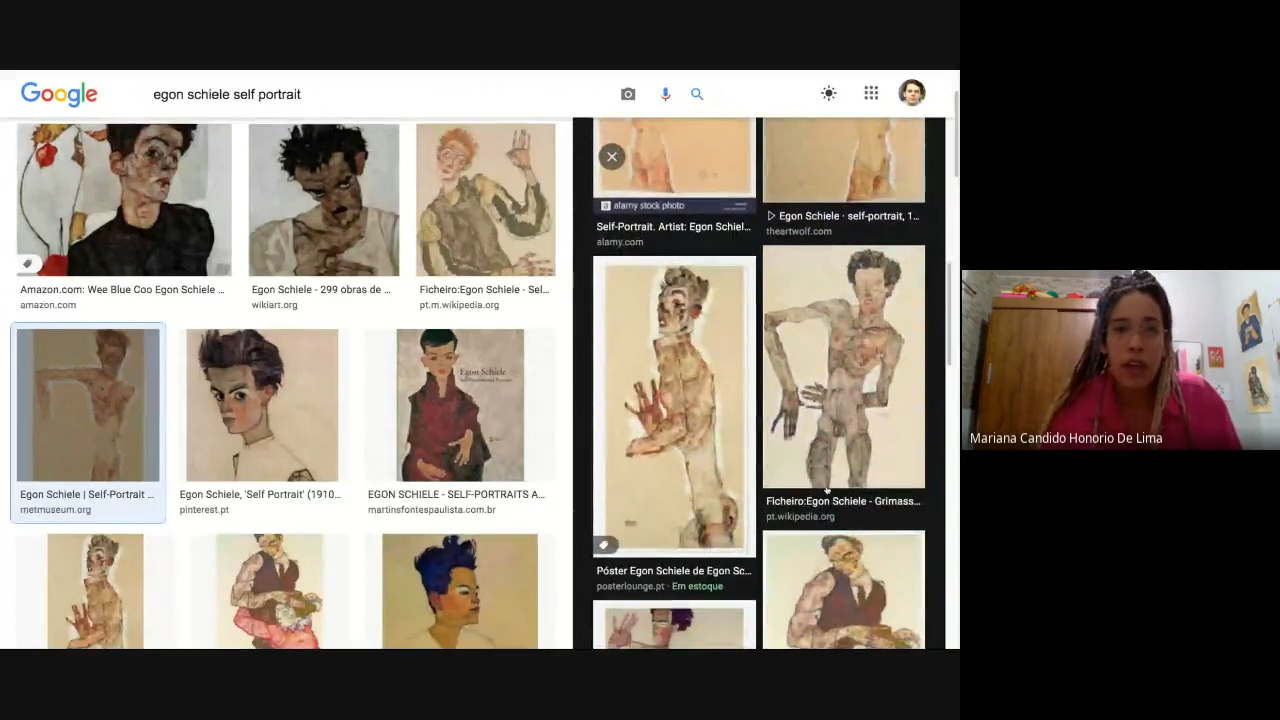 Google
egon schiele self portrait
Amazon.com: Wee Blue Coo Egon Schiele ...
amazon.com
Egon Schiele - 299 obras de ...
wikiart.org
Ficheiro:Egon Schiele - Sel...
pt.m.wikipedia.org
Egon Schiele | Self-Portrait ...
metmuseum.org
Egon Schiele, 'Self Portrait' (1910...
pinterest.pt
Egon Schiele
EGON SCHIELE - SELF-PORTRAITS A...
martinsfontespaulista.com.br
a alamy stock photo
Self-Portrait. Artist: Egon Schiel...
alamy.com
Egon Schiele · self-portrait, 1...
theartwolf.com
Póster Egon Schiele de Egon Sc...
posterlounge.pt · Em estoque
Ficheiro:Egon Schiele - Grimass...
pt.wikipedia.org
Mariana Candido Honorio De Lima